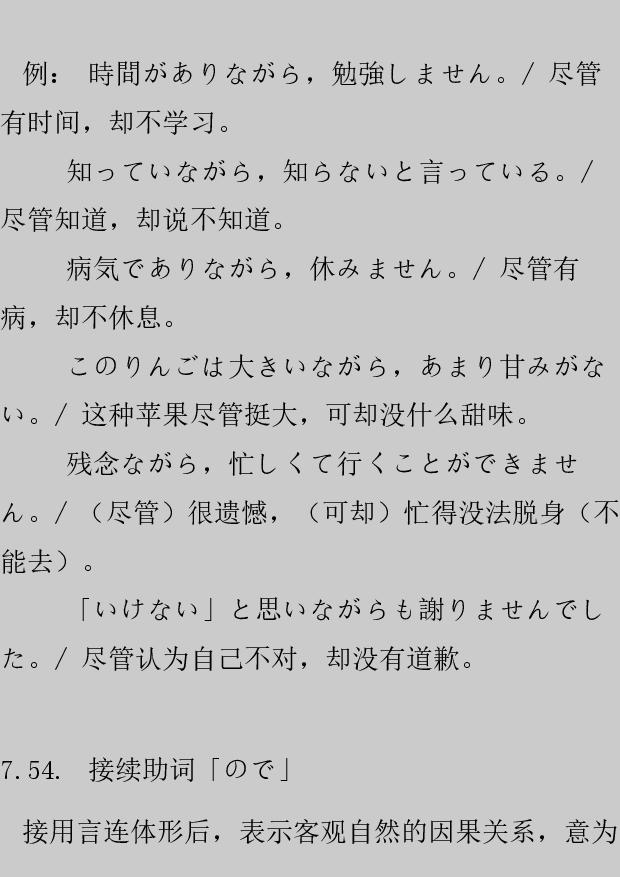 例： 時間がありながら，勉強しません。/ 尽管
有时间，却不学习。
知っていながら，知らないと言っている。/
尽管知道，却说不知道。
病気でありながら，休みません。/ 尽管有
病，却不休息。
このりんごは大きいながら，あまり甘みがな
い。/ 这种苹果尽管挺大，可却没什么甜味。
残念ながら，忙しくて行くことができませ
ん。/ （尽管）很遗憾，（可却）忙得没法脱身（不
能去）。
「いけない」と思いながらも謝りませんでし
た。/ 尽管认为自己不对，却没有道歉。
7.54. 接续助词「ので」
接用言连体形后，表示客观自然的因果关系，意为